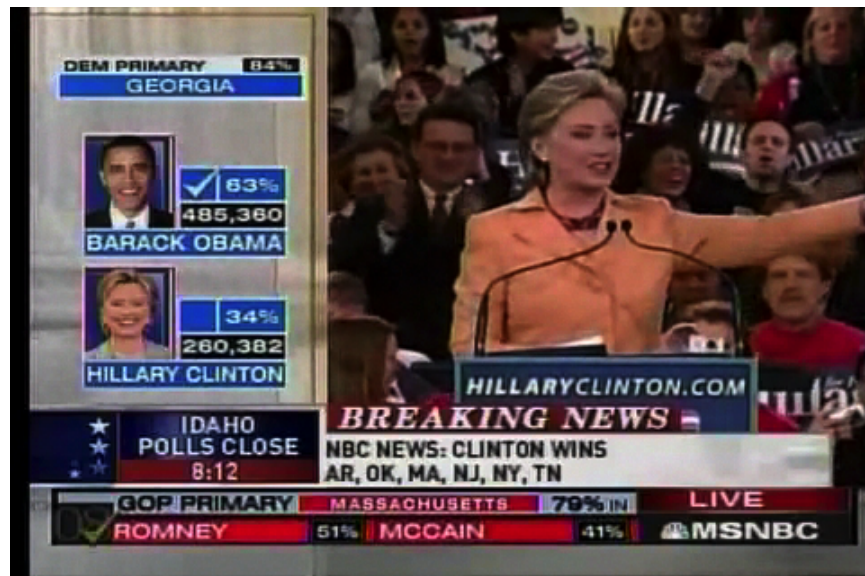 DEM PRIMARY 84%
GEORGIA
63%
485,360
BARACK OBAMA
34%
260,382
HILLARY CLINTON
HILLARYCLINTON.COM
IDAHO
POLLS CLOSE
8:12
BREAKING NEWS
NBC NEWS: CLINTON WINS
AR, OK, MA, NJ, NY, TN
GOP PRIMARY MASSACHUSETTS 79% IN LIVE
ROMNEY 51% MCCAIN 41% MSNBC